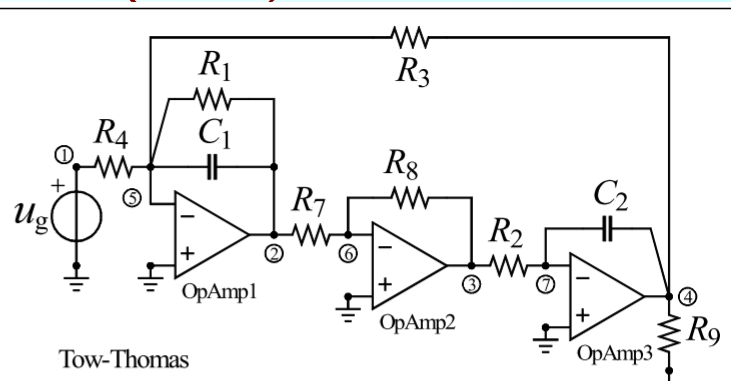 R3
R1
C1
R4
①
+
ug
⑤
−
+
OpAmp1
②
R7
R8
⑥
−
+
OpAmp2
③
R2
C2
⑦
−
+
OpAmp3
④
R9
Tow-Thomas